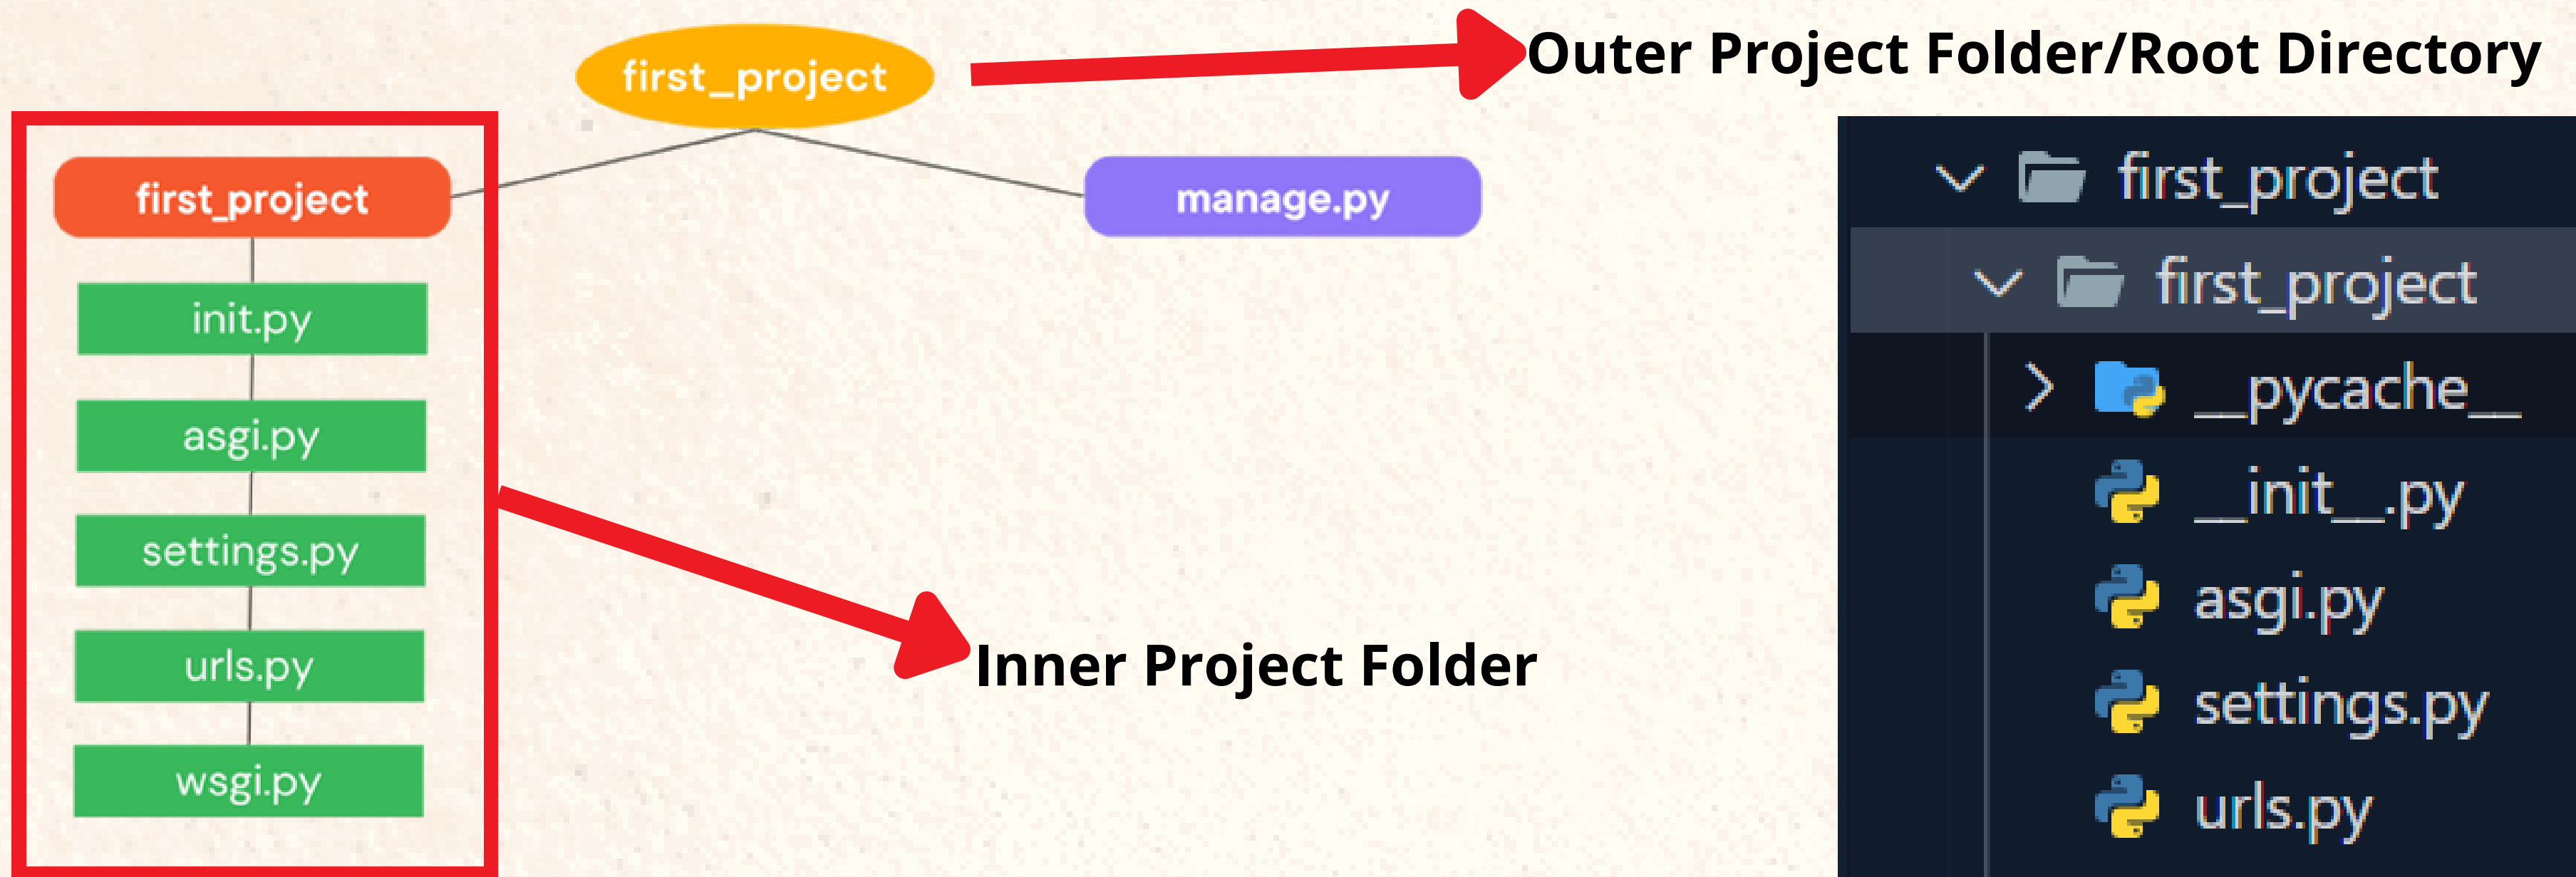 first_project
Outer Project Folder/Root Directory
first_project
manage.py
init.py
asgi.py
settings.py
urls.py
wsgi.py
Inner Project Folder
first_project
first_project
__pycache__
__init__.py
asgi.py
settings.py
urls.py